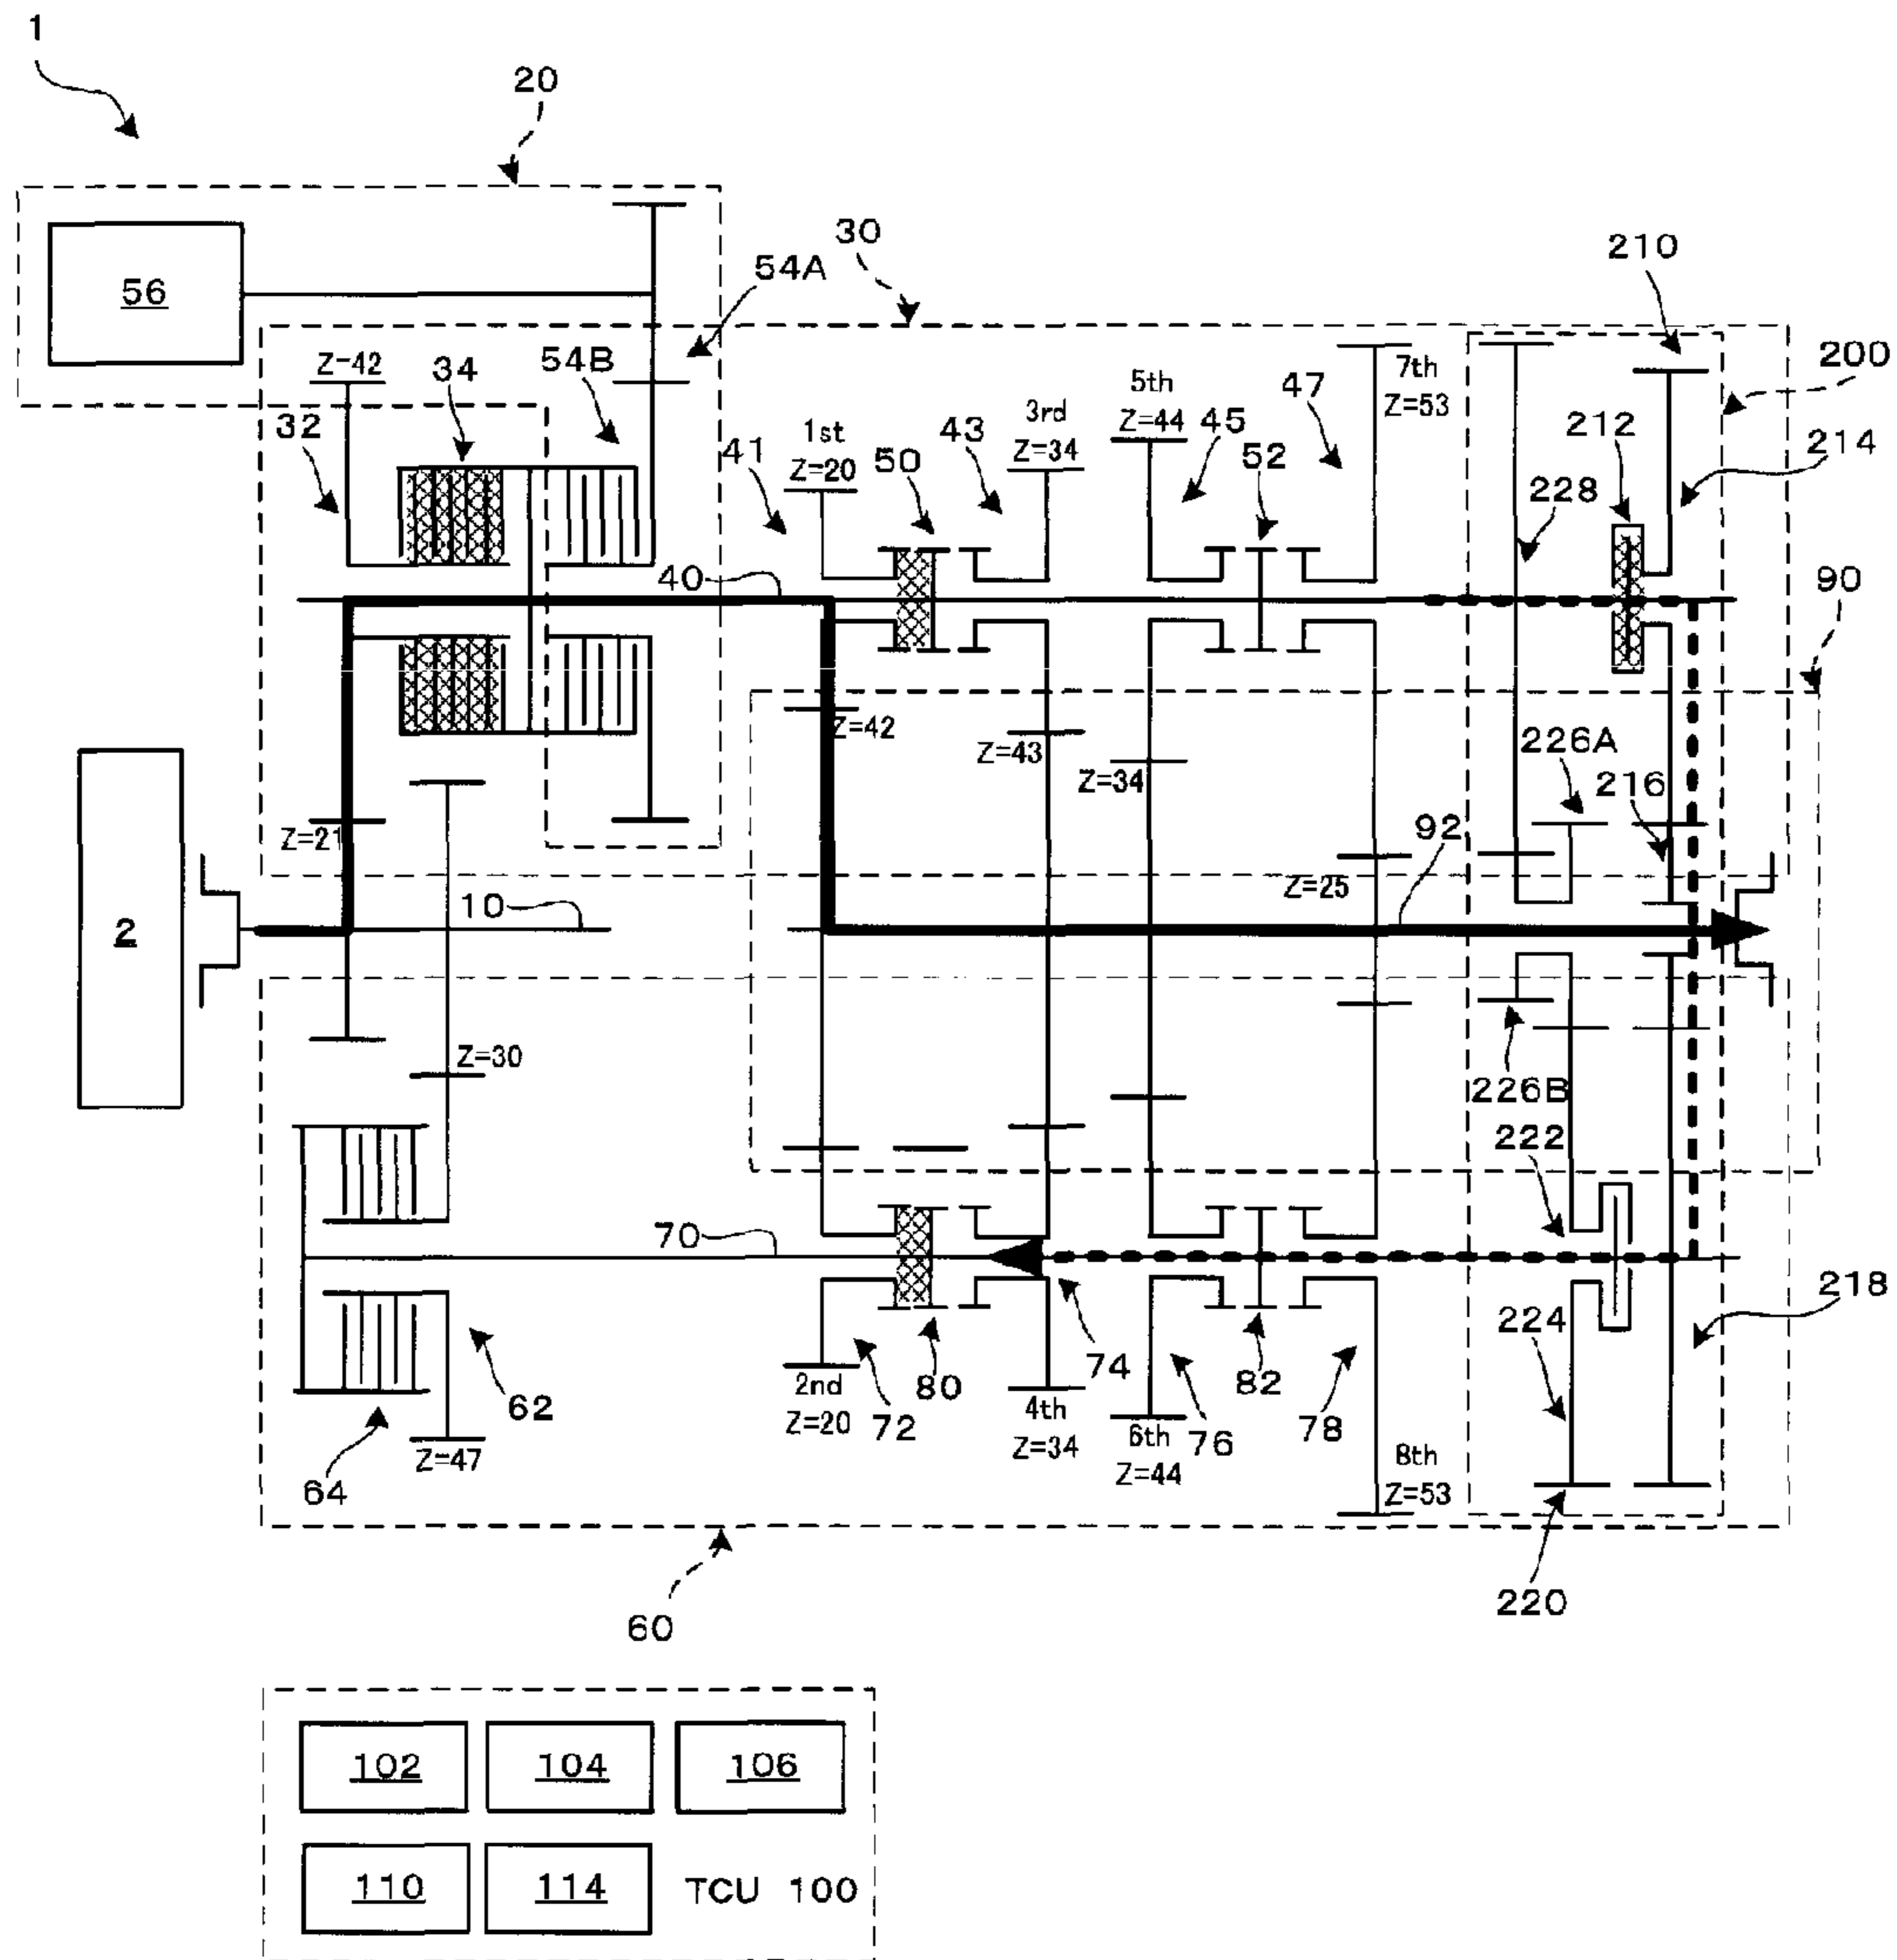 1
20
30
210
54A
56
200
Z-42
34
54B
7th
Z=53
47
5th
Z=44
212
32
43
3rd
Z=34
45
1st
Z=20
50
52
214
41
228
40
90
Z=42
Z=43
Z=34
226A
216
Z=21
92
Z=25
10
2
Z=30
226B
222
70
218
224
74
62
2nd
Z=20
72
80
4th
Z=34
82
78
6th
Z=44
76
8th
Z=53
Z=47
64
220
60
102
104
106
110
114
TCU 100